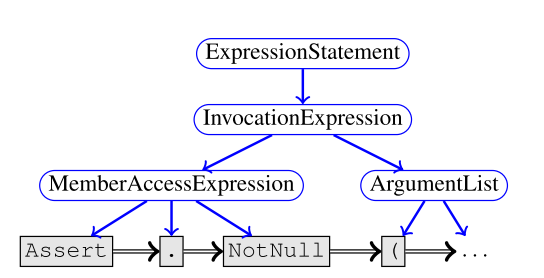 ExpressionStatement
InvocationExpression
MemberAccessExpression ArgumentList
Assert . NotNull ( ...